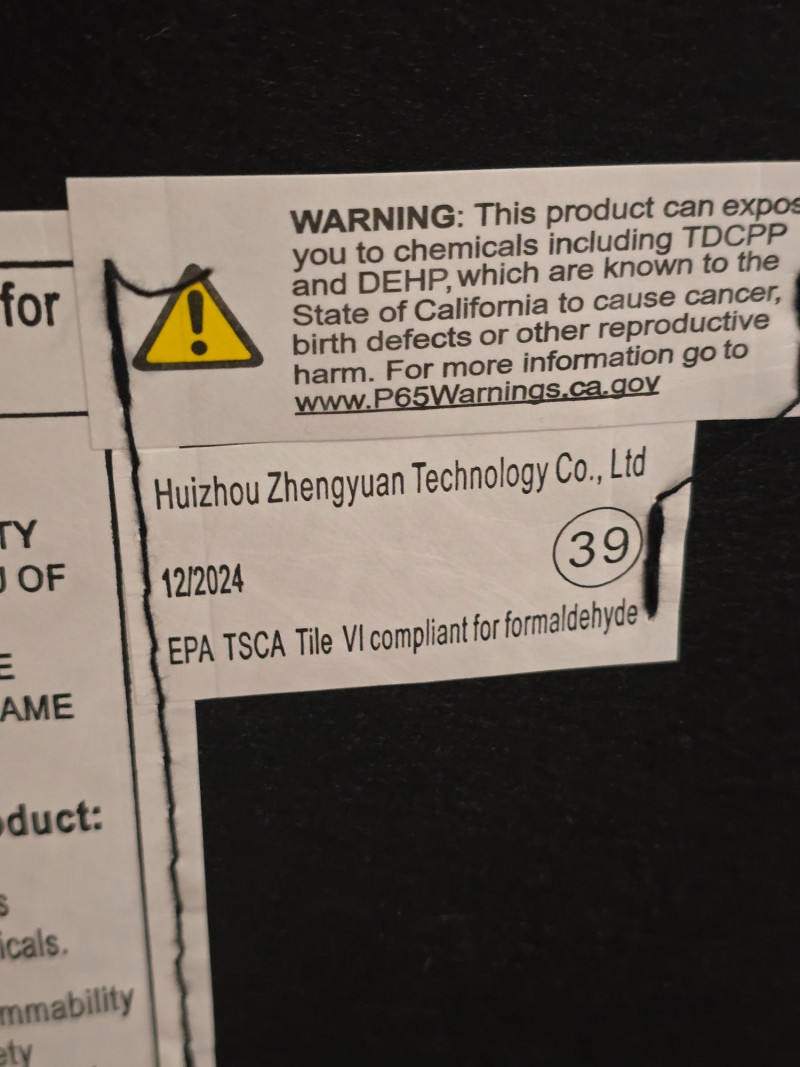 WARNING: This product can expos
you to chemicals including TDCPP
and DEHP, which are known to the
State of California to cause cancer,
birth defects or other reproductive
harm. For more information go to
www.P65Warnings.ca.gov
Huizhou Zhengyuan Technology Co., Ltd
39
12/2024
EPA TSCA Tile VI compliant for formaldehyde
for
TY
OF
E
AME
oduct:
s
icals.
mmability
ety